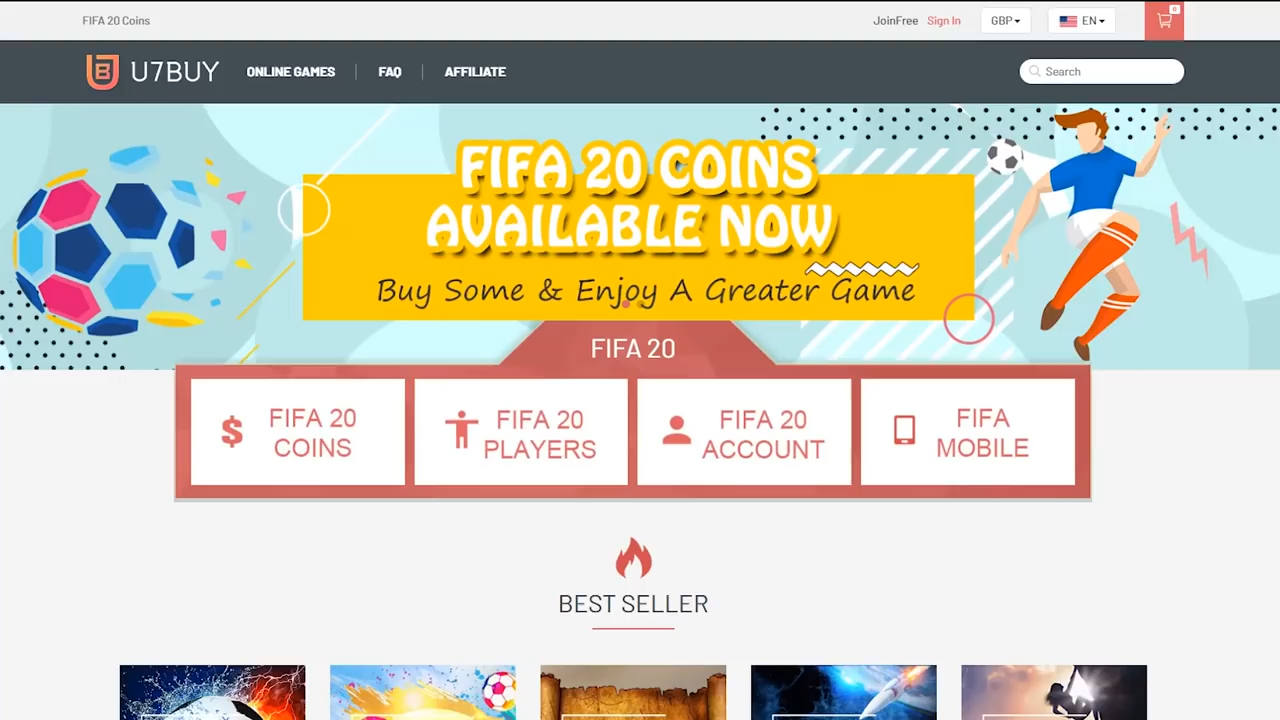 FIFA 20 Coins
JoinFree Sign In GBP EN 0
U7BUY ONLINE GAMES FAQ AFFILIATE Search
FIFA 20 COINS
AVAILABLE NOW
Buy Some & Enjoy A Greater Game
FIFA 20
FIFA 20
COINS
FIFA 20
PLAYERS
FIFA 20
ACCOUNT
FIFA
MOBILE
BEST SELLER